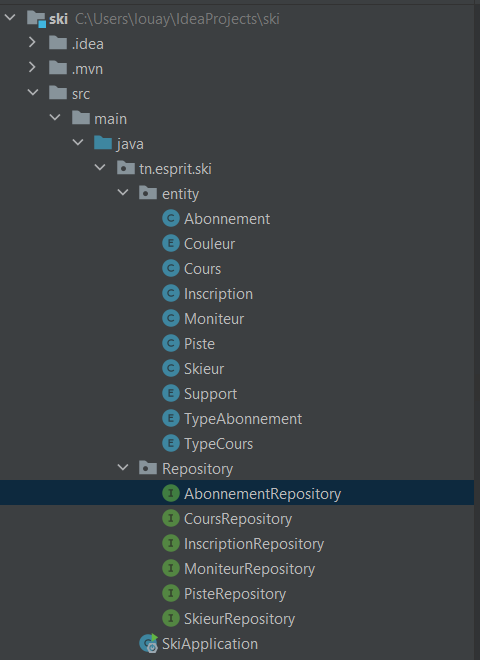 ski C:\Users\louay\IdeaProjects\ski
.idea
.mvn
src
main
java
tn.esprit.ski
entity
C Abonnement
E Couleur
C Cours
C Inscription
C Moniteur
C Piste
C Skieur
E Support
E TypeAbonnement
E TypeCours
Repository
I AbonnementRepository
I CoursRepository
I InscriptionRepository
I MoniteurRepository
I PisteRepository
I SkieurRepository
SkiApplication